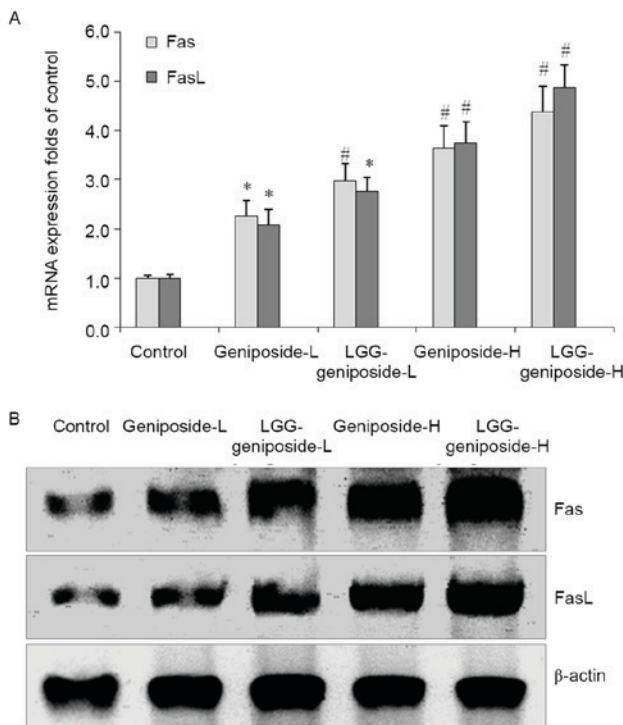 A
mRNA expression folds of control
6.0
5.0
4.0
3.0
2.0
1.0
0.0
Fas
FasL
* * # * # # # #
Control Geniposide-L LGG- Geniposide-H LGG-
geniposide-L geniposide-H
B
Control Geniposide-L LGG- Geniposide-H LGG-
geniposide-L geniposide-H
Fas
FasL
β-actin